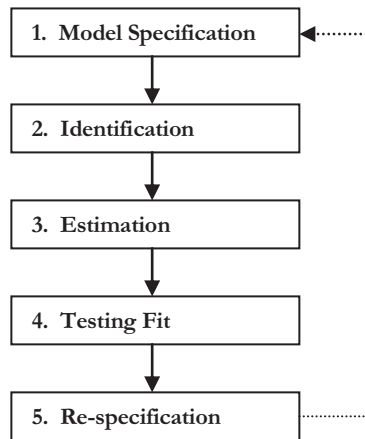 1. Model Specification
2. Identification
3. Estimation
4. Testing Fit
5. Re-specification